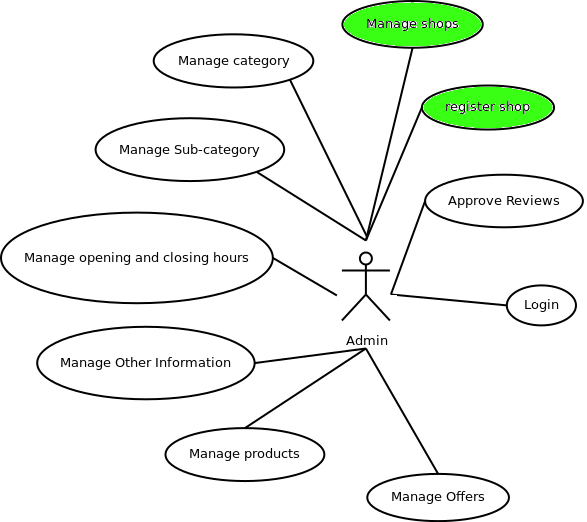 Manage shops
Manage category
register shop
Manage Sub-category
Approve Reviews
Manage opening and closing hours
Login
Admin
Manage Other Information
Manage products
Manage Offers